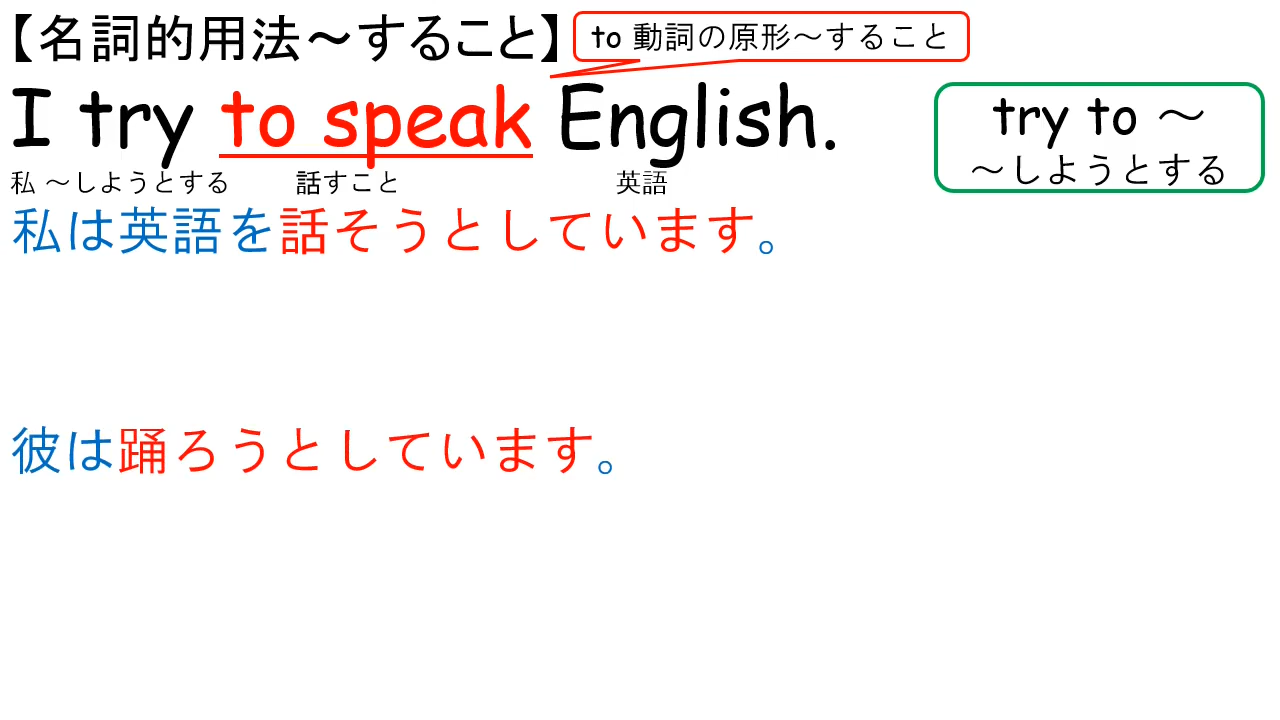 【名詞的用法～すること】
to 動詞の原形～すること
I try to speak English.
私 ～しようとする 話すこと 英語
私は英語を話そうとしています。
try to ～
～しようとする
彼は踊ろうとしています。